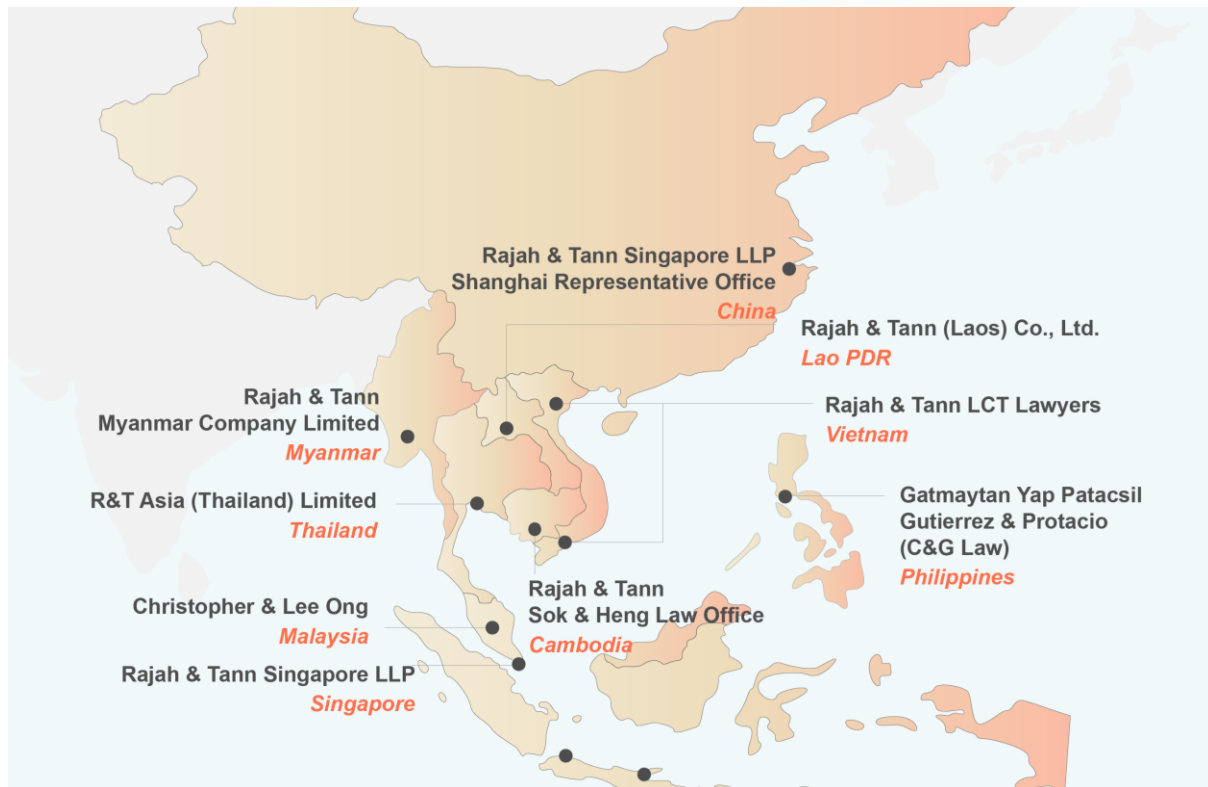 Rajah & Tann Singapore LLP
Shanghai Representative Office
China
Rajah & Tann (Laos) Co., Ltd.
Lao PDR
Rajah & Tann
Myanmar Company Limited
Myanmar
Rajah & Tann LCT Lawyers
Vietnam
R&T Asia (Thailand) Limited
Thailand
Gatmaytan Yap Patacsil
Gutierrez & Protacio
(C&G Law)
Philippines
Rajah & Tann
Sok & Heng Law Office
Cambodia
Christopher & Lee Ong
Malaysia
Rajah & Tann Singapore LLP
Singapore